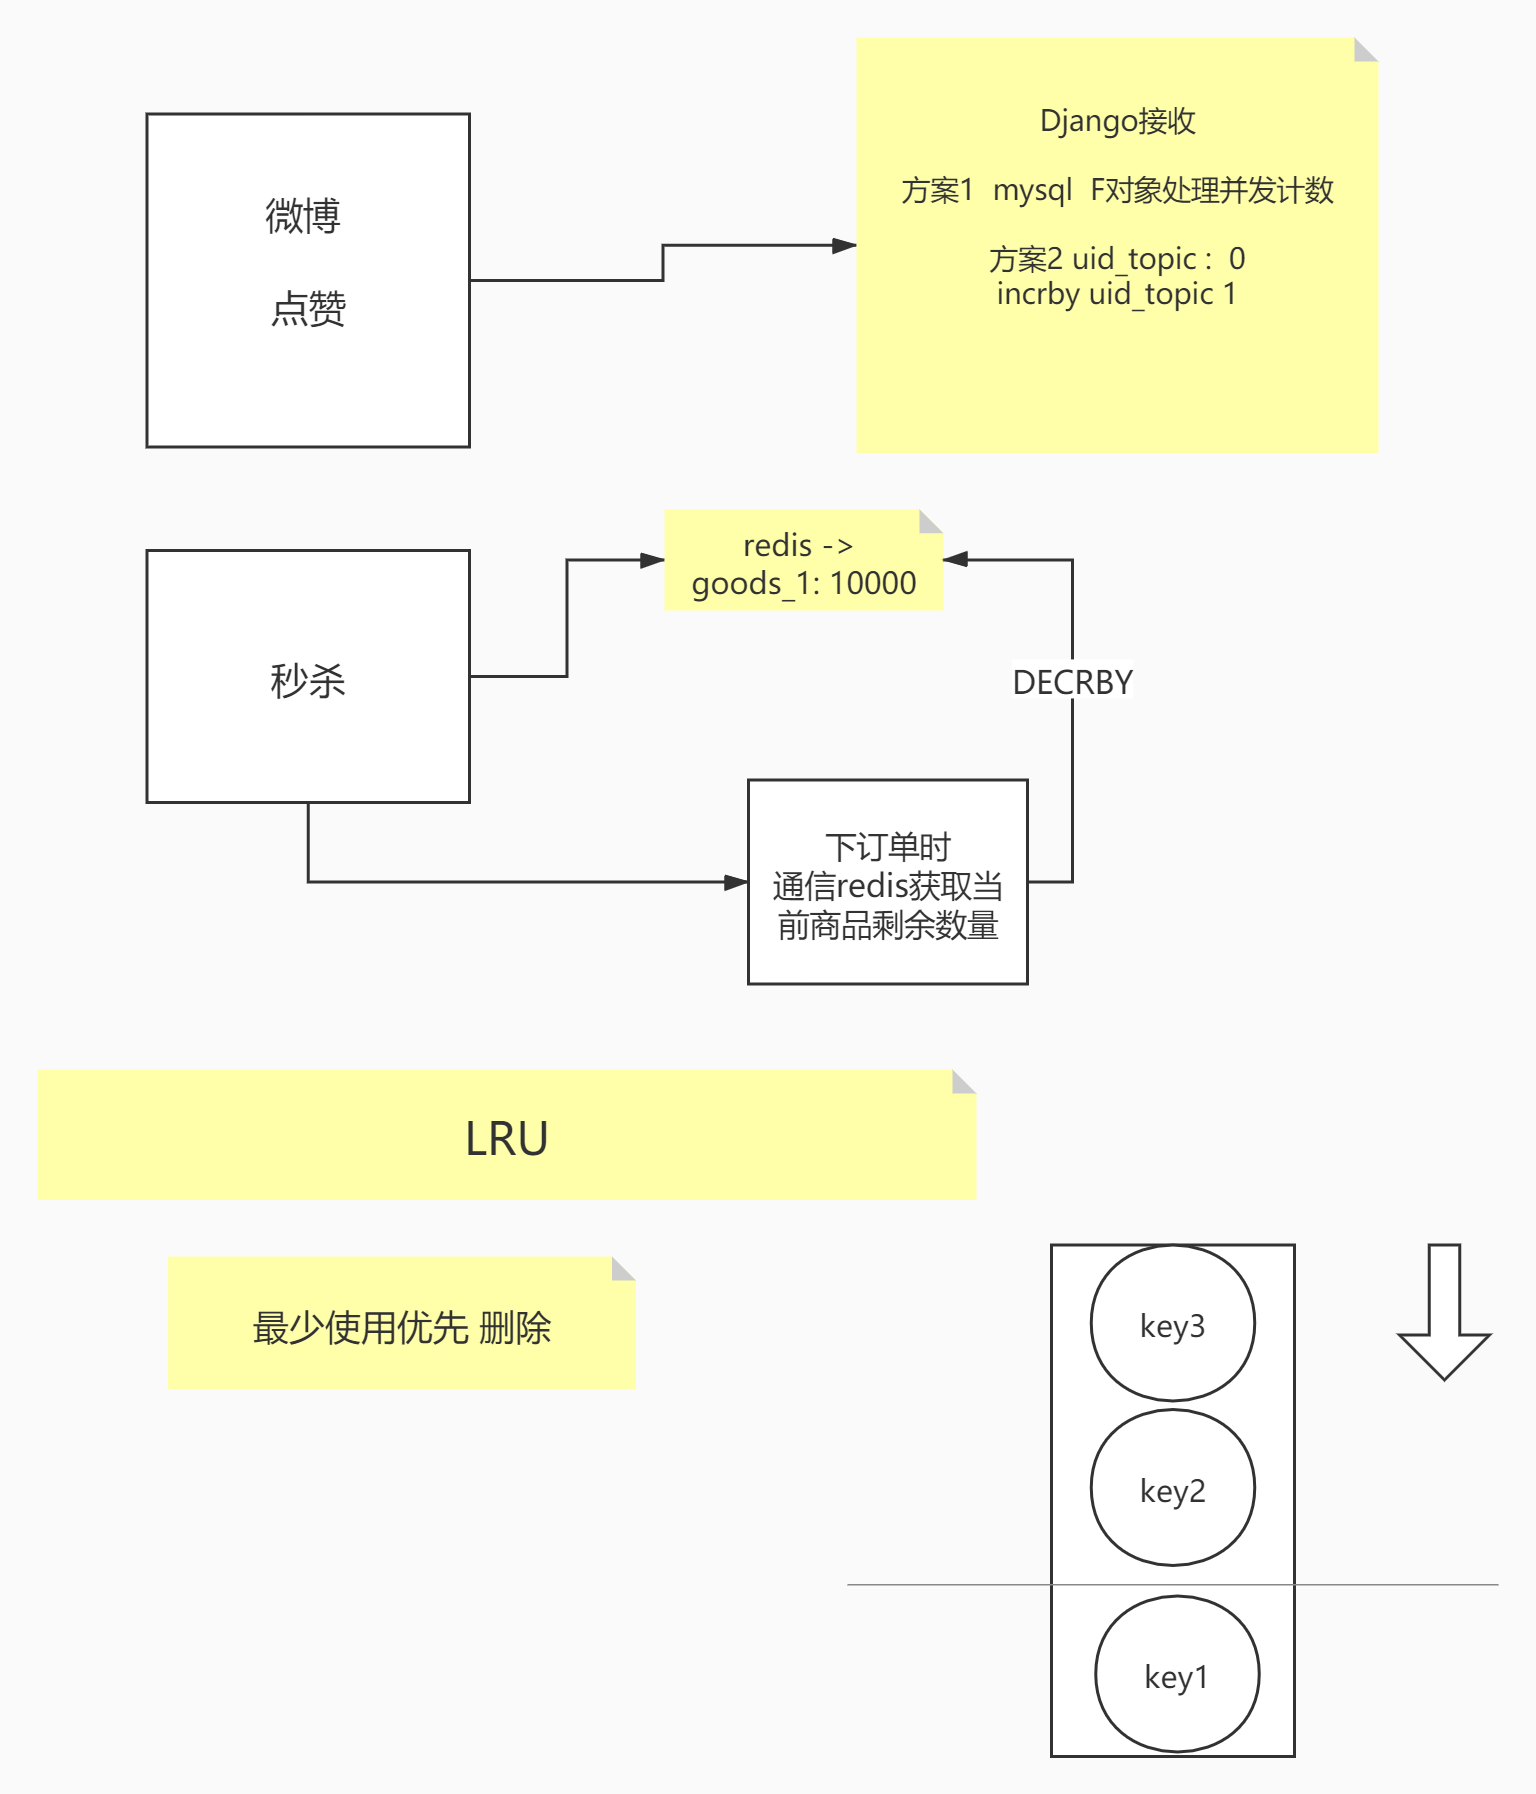 微博
点赞
Django接收
方案1  mysql  F对象处理并发计数
方案2 uid_topic :  0
incrby uid_topic 1
redis ->
goods_1: 10000
秒杀
DECRBY
下订单时
通信redis获取当
前商品剩余数量
LRU
最少使用优先 删除
key3
key2
key1